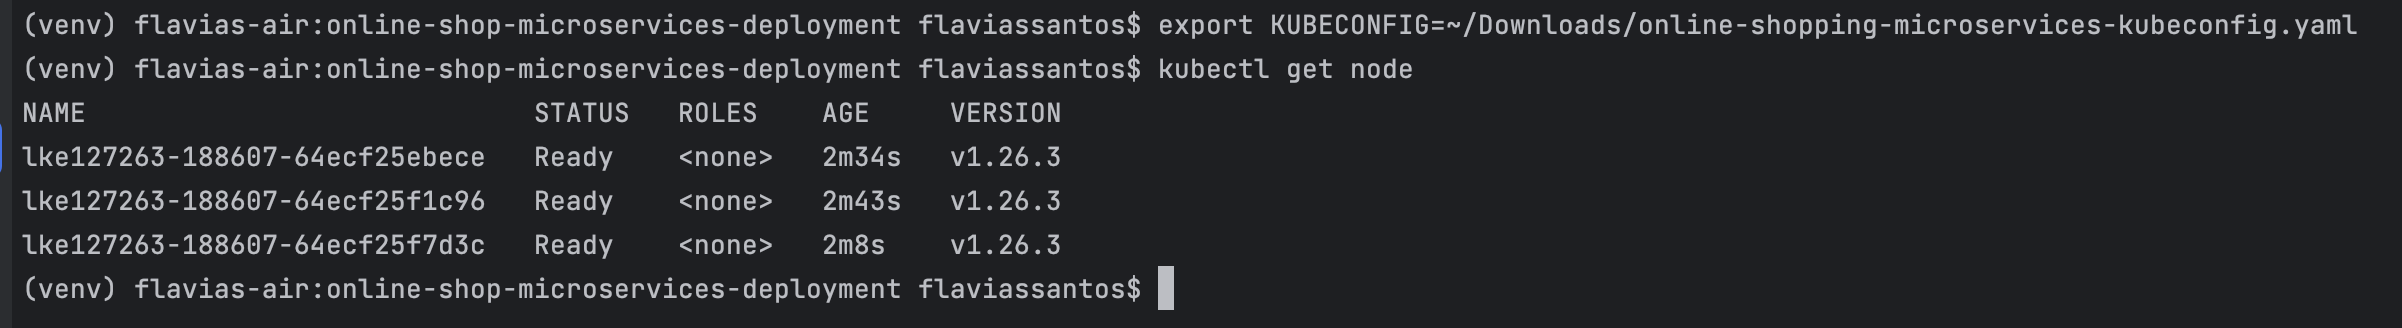 (venv) flavias-air:online-shop-microservices-deployment flaviassantos$ export KUBECONFIG=~/Downloads/online-shopping-microservices-kubeconfig.yaml
(venv) flavias-air:online-shop-microservices-deployment flaviassantos$ kubectl get node
NAME                            STATUS   ROLES    AGE     VERSION
lke127263-188607-64ecf25ebece   Ready    <none>   2m34s   v1.26.3
lke127263-188607-64ecf25f1c96   Ready    <none>   2m43s   v1.26.3
lke127263-188607-64ecf25f7d3c   Ready    <none>   2m8s    v1.26.3
(venv) flavias-air:online-shop-microservices-deployment flaviassantos$